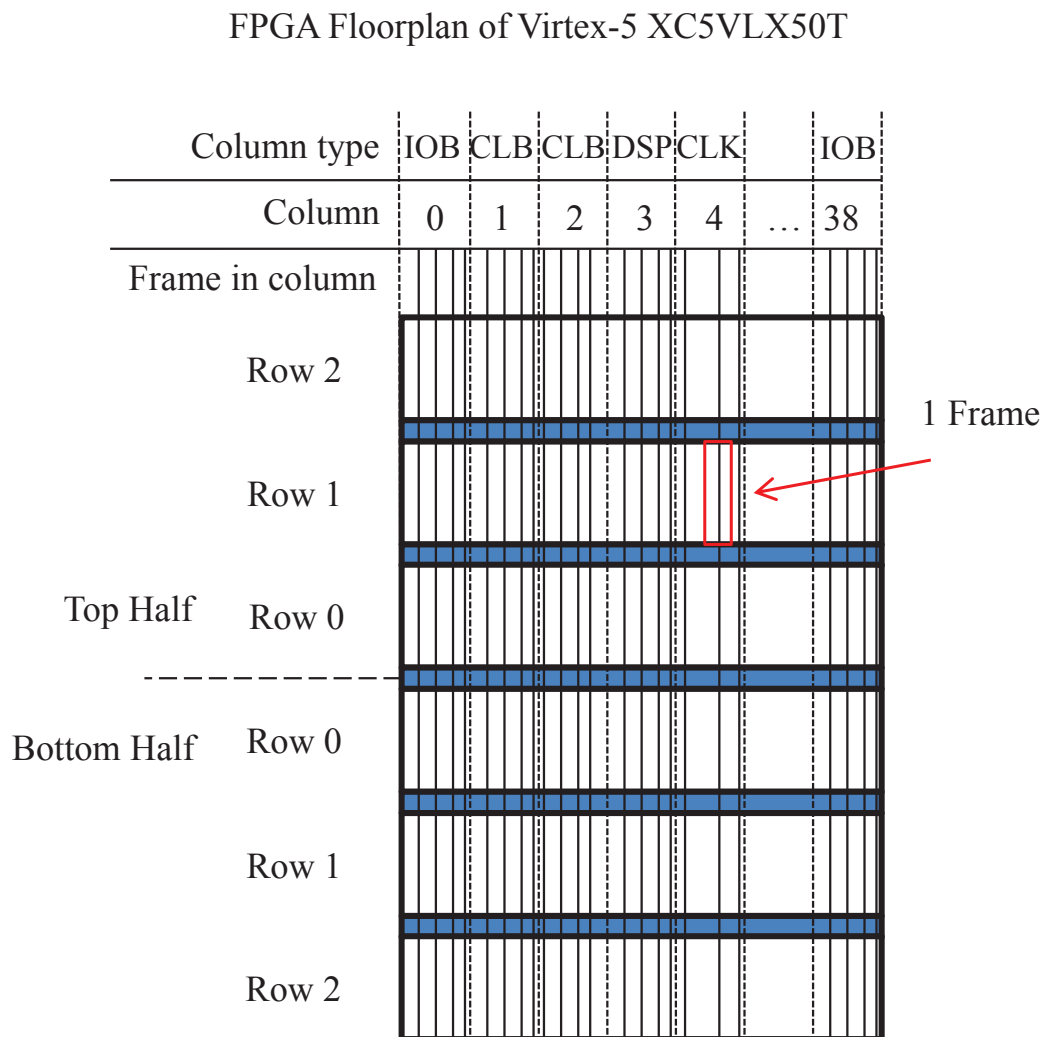 FPGA Floorplan of Virtex-5 XC5VLX50T
Column type IOB CLB CLB DSP CLK IOB
Column 0 1 2 3 4 … 38
Frame in column
Row 2
1 Frame
Row 1
Top Half Row 0
Bottom Half Row 0
Row 1
Row 2